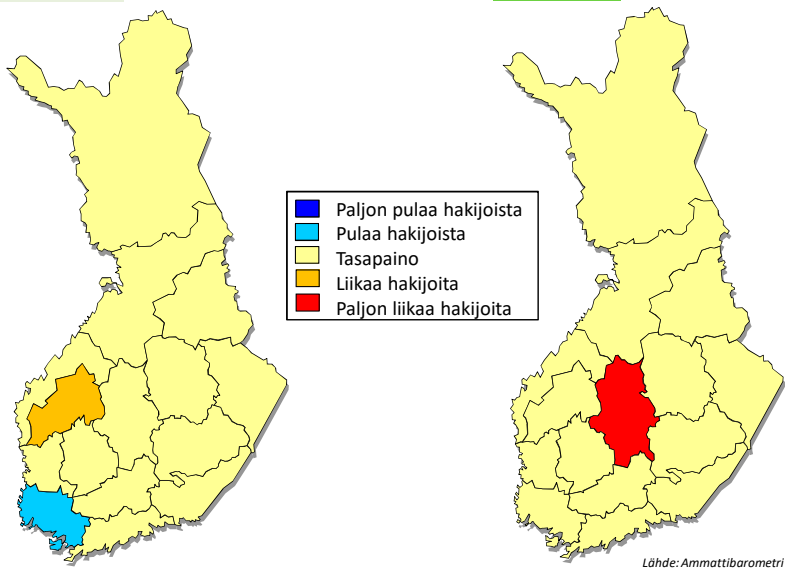 Paljon pulaa hakijoista
Pulaa hakijoista
Tasapaino
Liikaa hakijoita
Paljon liikaa hakijoita
Lähde: Ammattibarometri